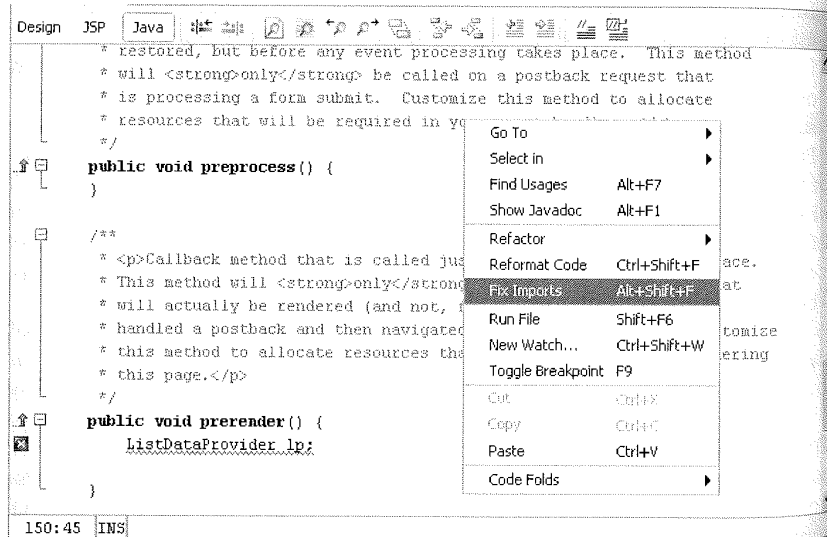 Design JSP Java
* restored, but before any event processing takes place. This method
* will <strong>only</strong> be called on a postback request that
* is processing a form submit. Customize this method to allocate
* resources that will be required in
*/
public void preprocess() {
}
/**
* <p>Callback method that is called ace.
* This method will <strong>only at
* will actually be rendered (and not,
* handled a postback and then navigated tomize
* this method to allocate resources ering
* this page.</p>
*/
public void prerender() {
ListDataProvider lp;
}
Go To
Select in
Find Usages Alt+F7
Show Javadoc Alt+F1
Refactor
Reformat Code Ctrl+Shift+F
Fix Imports Alt+Shift+F
Run File Shift+F6
New Watch... Ctrl+Shift+W
Toggle Breakpoint F9
Cut Ctrl+X
Copy Ctrl+C
Paste Ctrl+V
Code Folds
150:45 INS